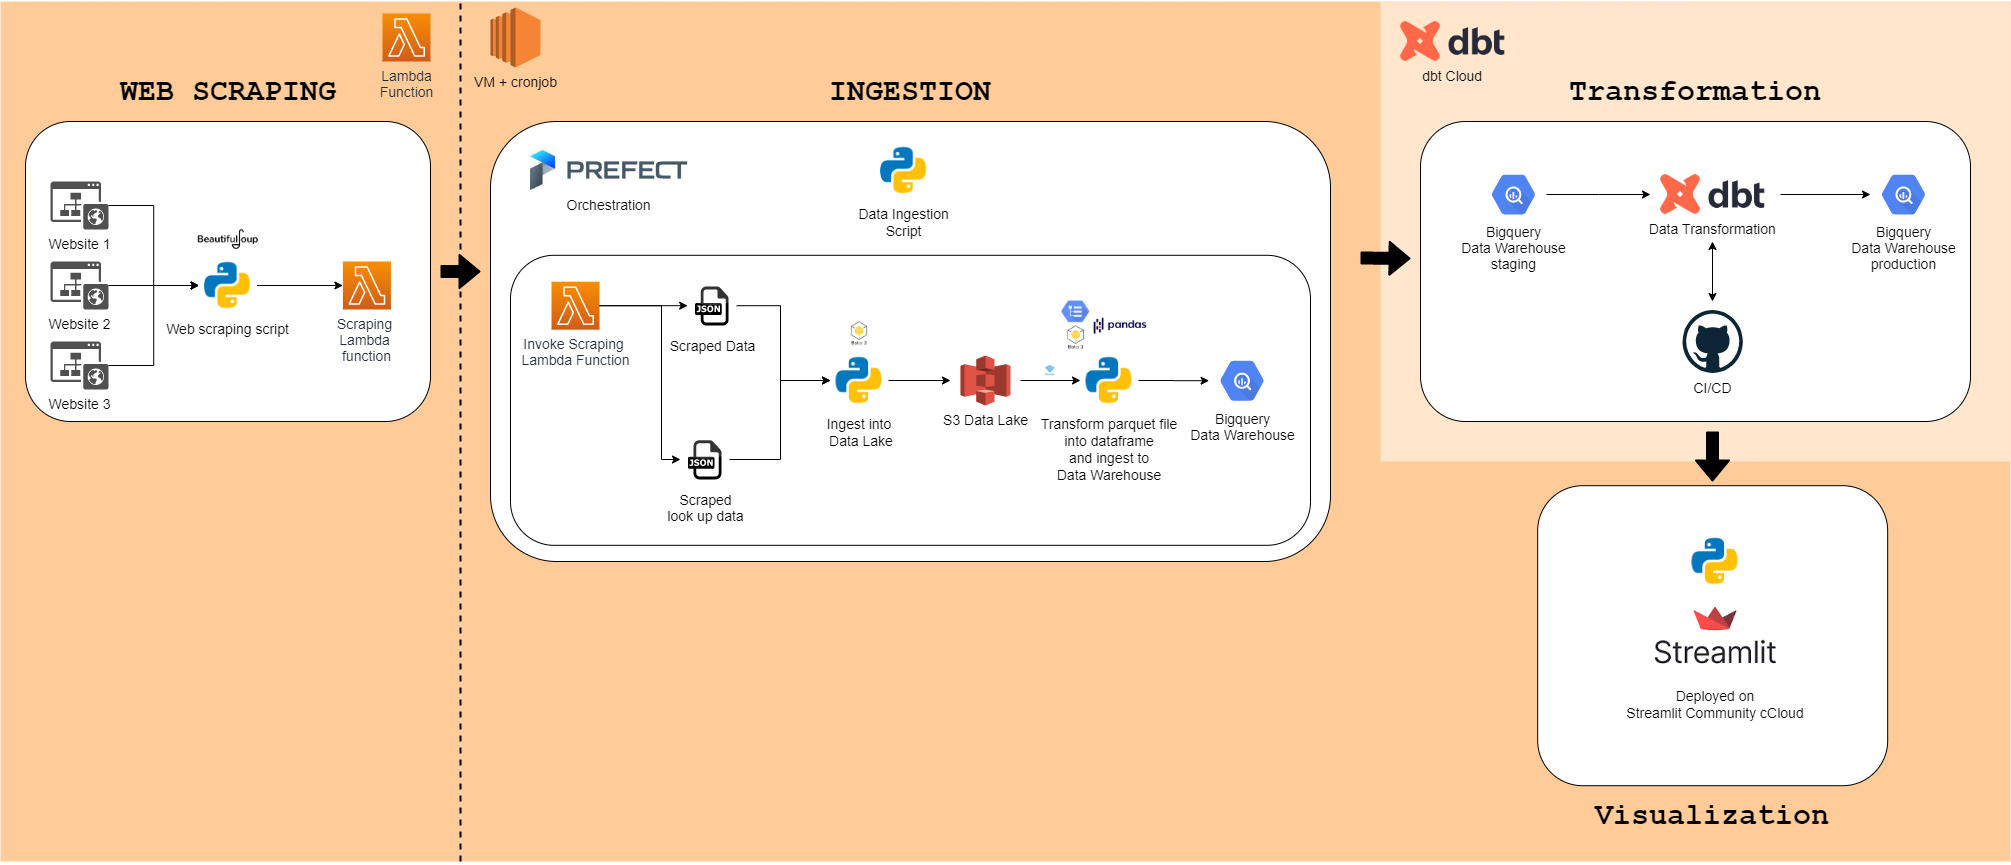 Lambda
Function
WEB SCRAPING
Website 1
Website 2
Website 3
BeautifulSoup
Web scraping script
Scraping
Lambda
function
VM + cronjob
INGESTION
PREFECT
Orchestration
Data Ingestion
Script
Invoke Scraping
Lambda Function
JSON
Scraped Data
JSON
Scraped
look up data
Boto 3
Ingest into
Data Lake
S3 Data Lake
Boto 3
pandas
Transform parquet file
into dataframe
and ingest to
Data Warehouse
Bigquery
Data Warehouse
dbt
dbt Cloud
Transformation
Bigquery
Data Warehouse
staging
dbt
Data Transformation
Bigquery
Data Warehouse
production
CI/CD
Streamlit
Deployed on
Streamlit Community cCloud
Visualization